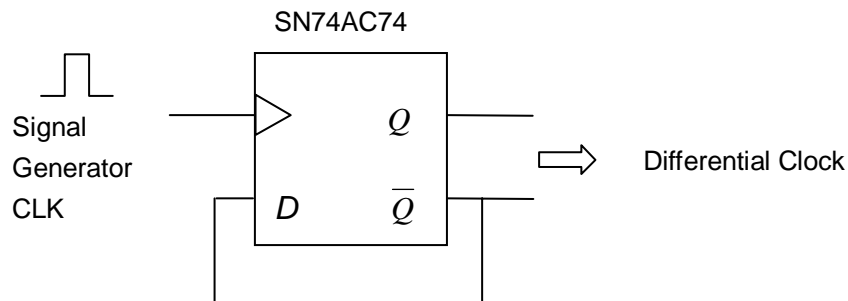 SN74AC74
Signal
Generator
CLK
Q
D
Q̅
Differential Clock